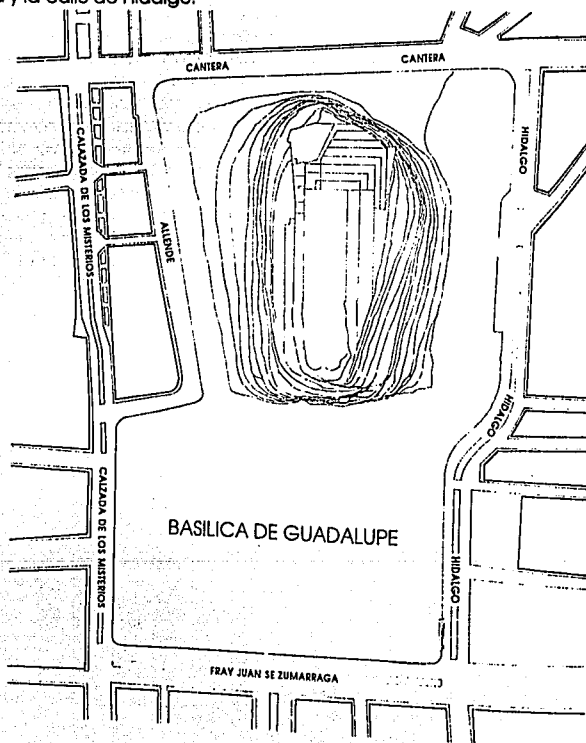 y la Calle de Hidalgo.
CANTERA
CANTERA
CALAZADA DE LOS MISTERIOS
HIDALGO
ALLENDE
HIDALGO
BASILICA DE GUADALUPE
CALZADA DE LOS MISTERIOS
HIDALGO
FRAY JUAN SE ZUMARRAGA